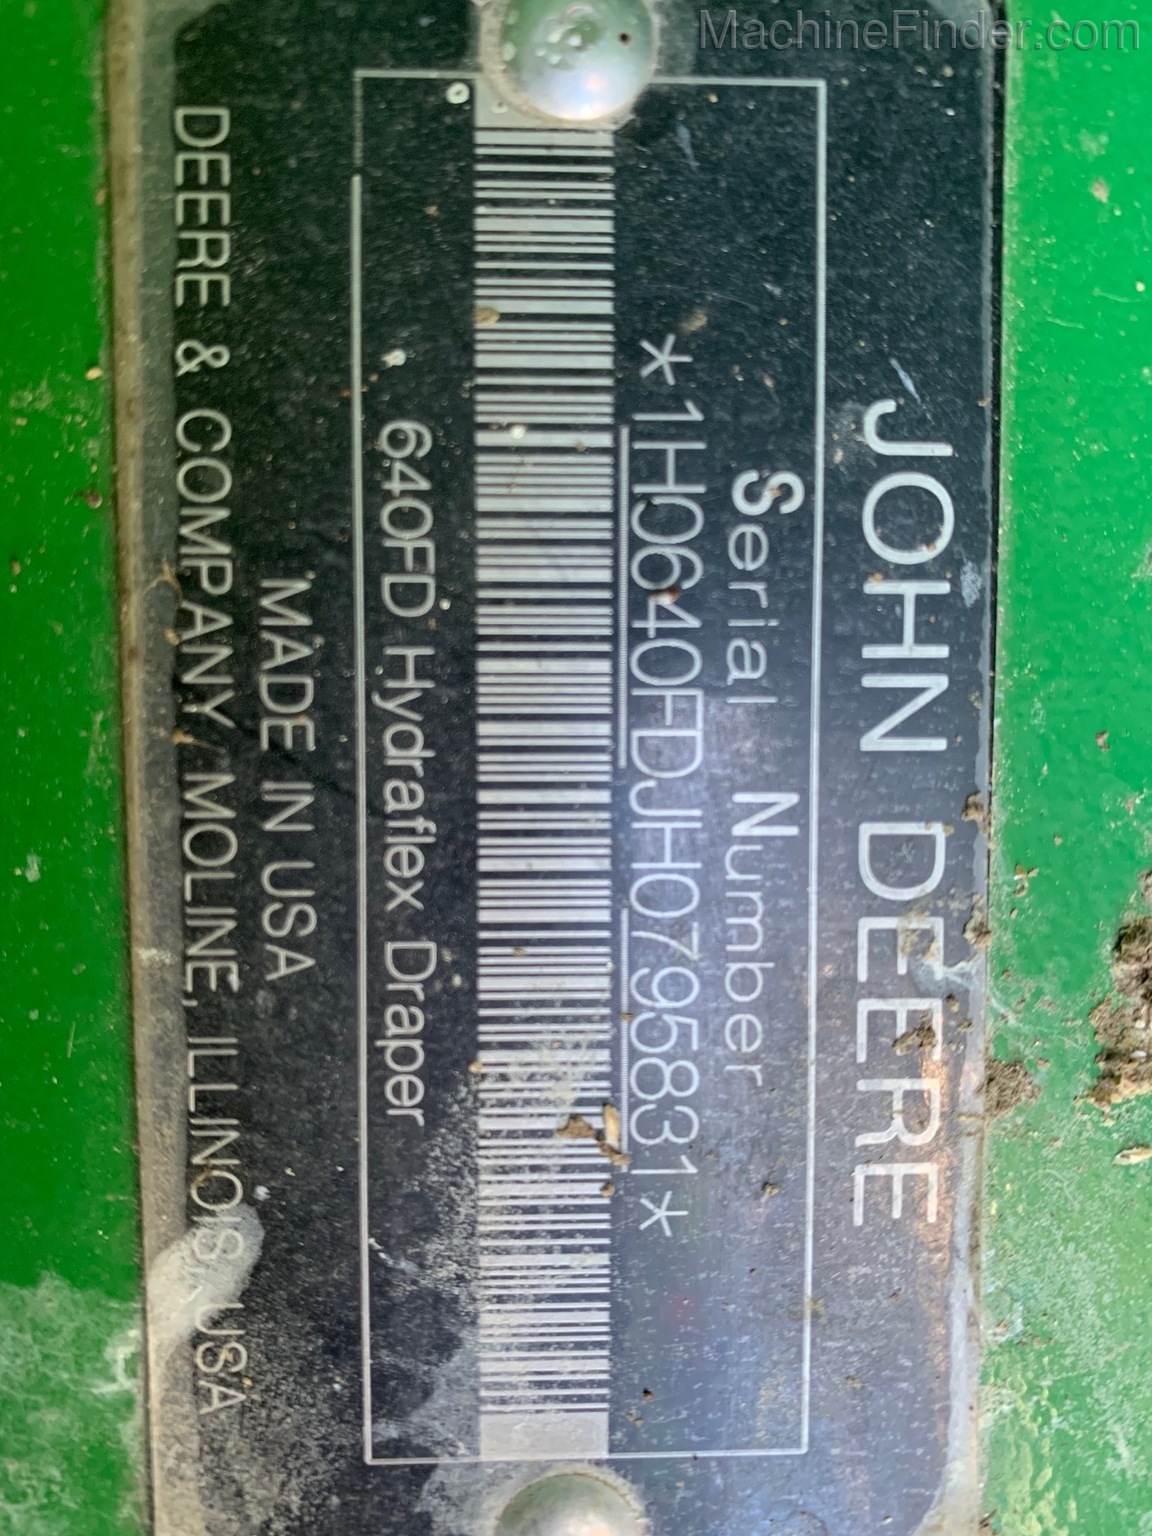 MachineFinder.com
JOHN DEERE
Serial Number
*1H0640FDJH0795831*
640FD Hydraflex Draper
MADE IN USA
DEERE & COMPANY MOLINE, ILLINOIS USA